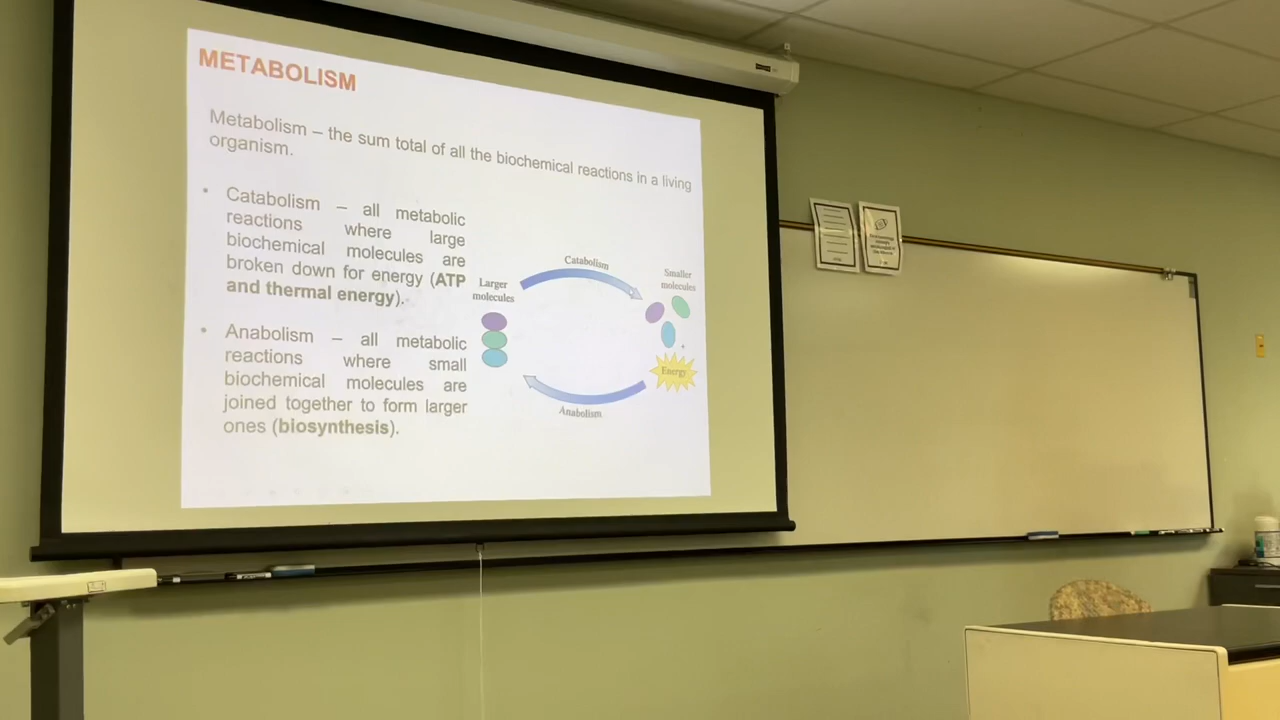 METABOLISM
Metabolism – the sum total of all the biochemical reactions in a living
organism.
• Catabolism – all metabolic
reactions where large
biochemical molecules are
broken down for energy (ATP
and thermal energy).
• Anabolism – all metabolic
reactions where small
biochemical molecules are
joined together to form larger
ones (biosynthesis).
Catabolism
Larger
molecules
Smaller
molecules
Energy
Anabolism